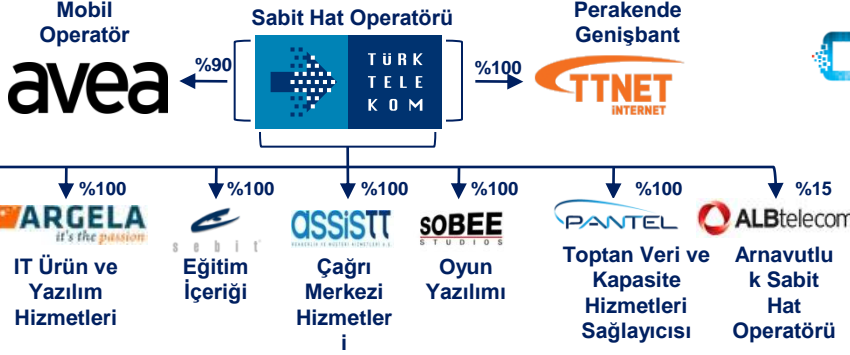 Mobil
Operatör
Sabit Hat Operatörü
Perakende
Genişbant
avea
%90
TÜRK
TELE
KOM
%100
TTNET
INTERNET
%100
%100
%100
%100
%100
%15
ARGELA
it's the passion
sebit
assisTT
SOBEE
STUDIOS
PANTEL
ALBtelecom
IT Ürün ve
Yazılım
Hizmetleri
Eğitim
İçeriği
Çağrı
Merkezi
Hizmetler
i
Oyun
Yazılımı
Toptan Veri ve
Kapasite
Hizmetleri
Sağlayıcısı
Arnavutlu
k Sabit
Hat
Operatörü